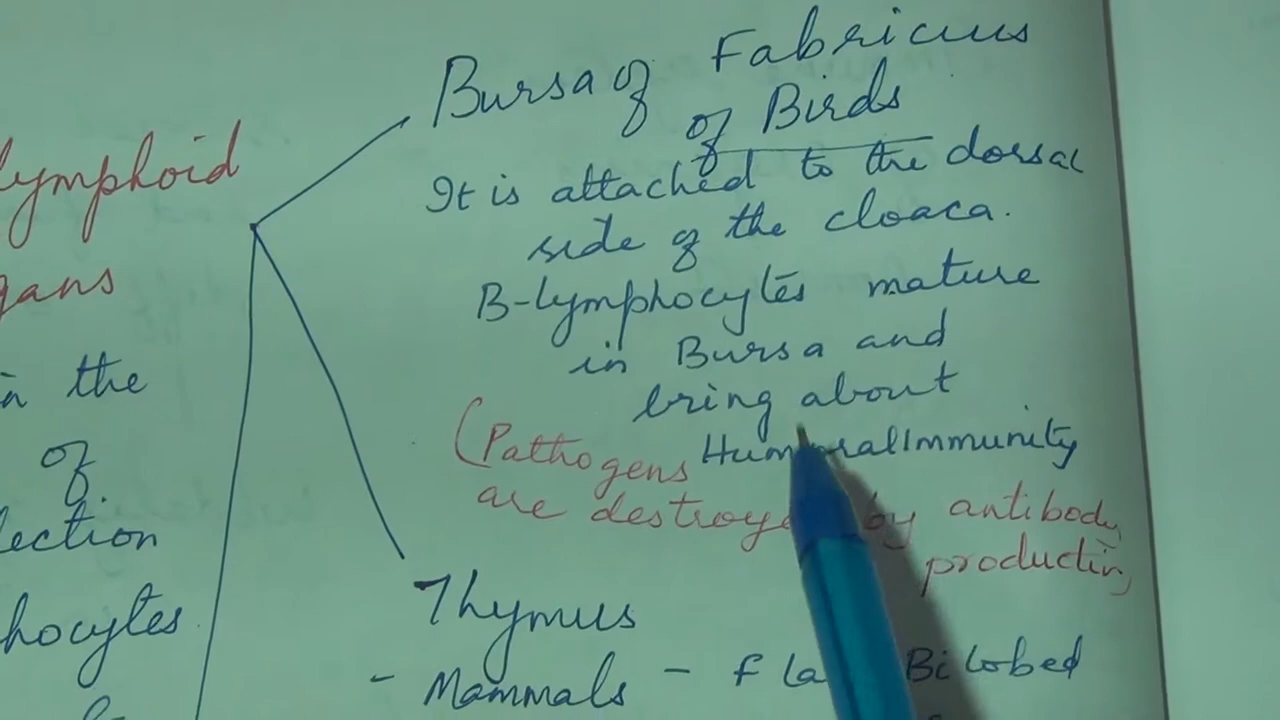 Bursa of Fabricius
of Birds
It is attached to the dorsal
side of the cloaca.
B-lymphocytes mature
in Bursa and
bring about
Humoral Immunity
(Pathogens
are destroyed by antibody
production)
Thymus
- Mammals - Bilobed
lymphoid
gans
in the
of
lection
hocytes